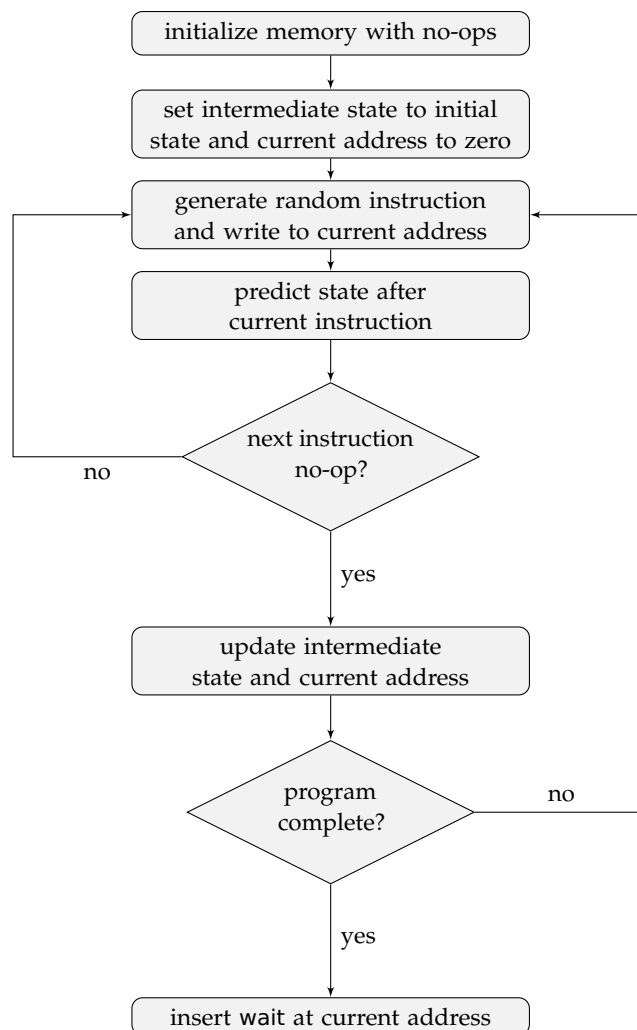 initialize memory with no-ops
set intermediate state to initial
state and current address to zero
generate random instruction
and write to current address
predict state after
current instruction
next instruction
no-op?
no
yes
update intermediate
state and current address
program
complete?
no
yes
insert wait at current address